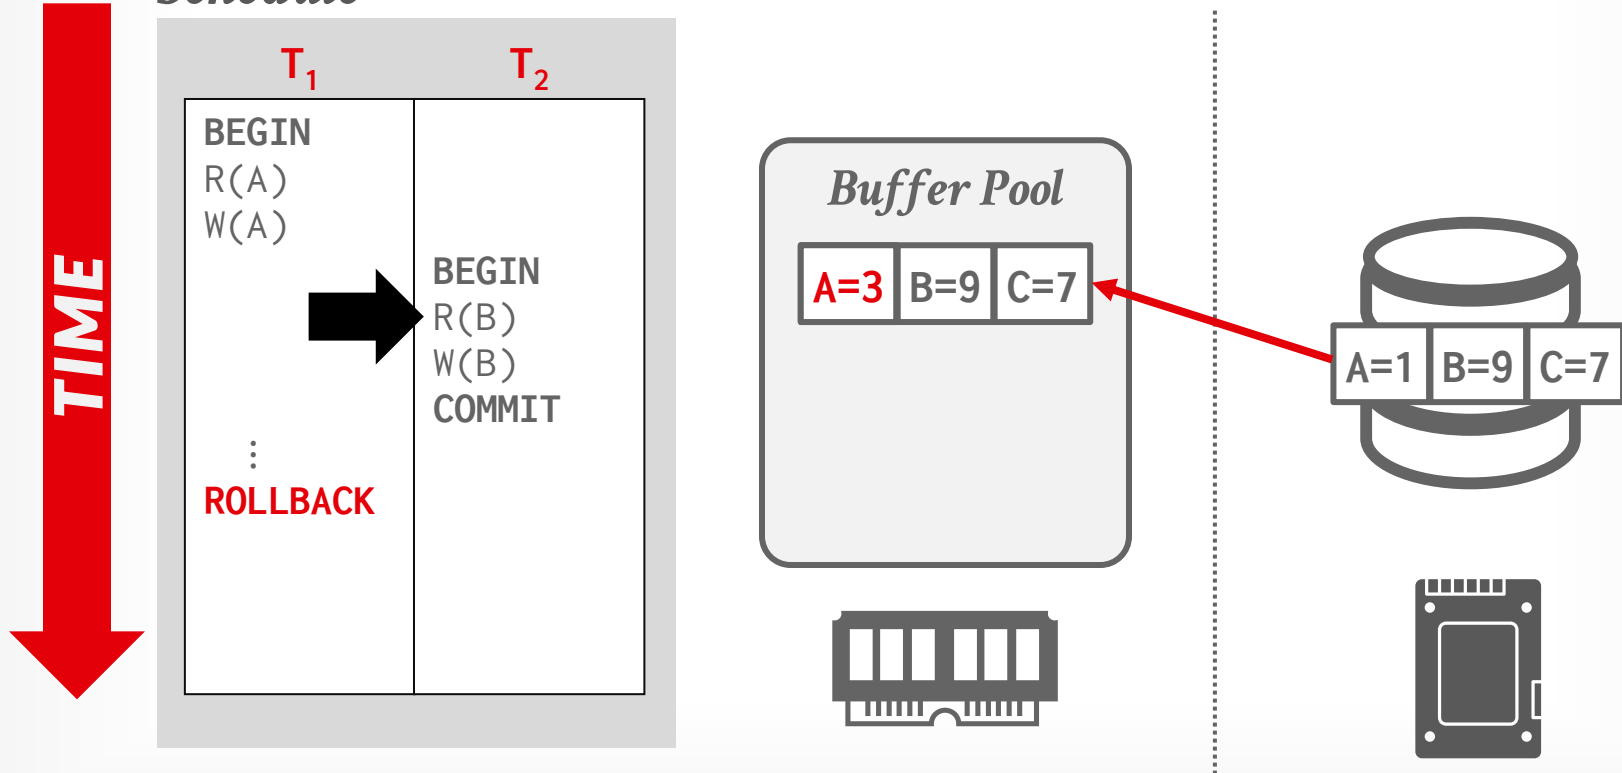 T1
T2
BEGIN
R(A)
W(A)
BEGIN
R(B)
W(B)
COMMIT
⋮
ROLLBACK
TIME
Buffer Pool
A=3 B=9 C=7
A=1 B=9 C=7